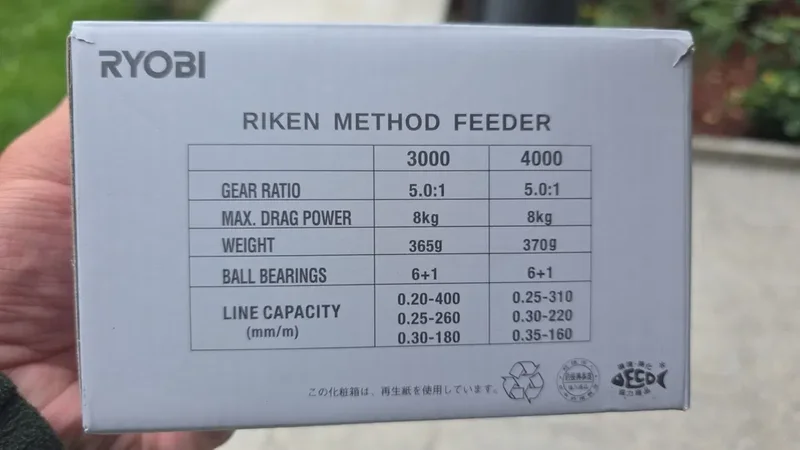 RYOBI
RIKEN METHOD FEEDER
3000 4000
GEAR RATIO 5.0:1 5.0:1
MAX. DRAG POWER 8kg 8kg
WEIGHT 365g 370g
BALL BEARINGS 6+1 6+1
LINE CAPACITY (mm/m)
0.20-400 0.25-310
0.25-260 0.30-220
0.30-180 0.35-160
この化粧箱は、再生紙を使用しています。
ECO